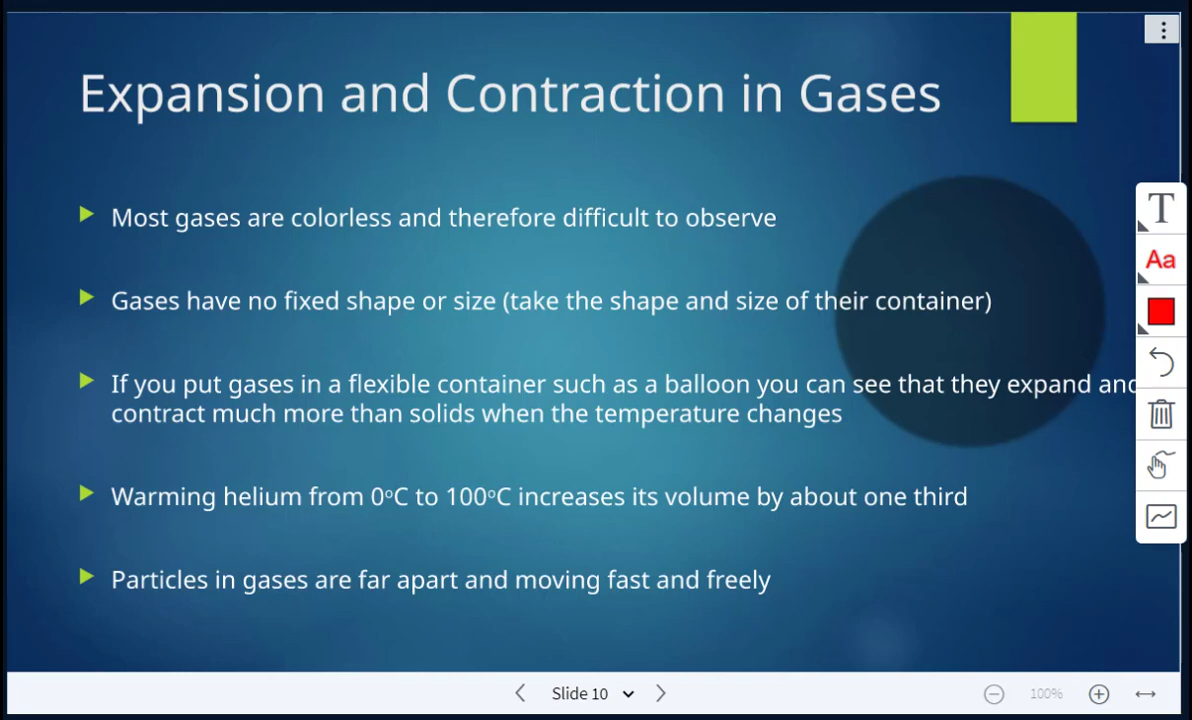 Expansion and Contraction in Gases
Most gases are colorless and therefore difficult to observe
Gases have no fixed shape or size (take the shape and size of their container)
If you put gases in a flexible container such as a balloon you can see that they expand and
contract much more than solids when the temperature changes
Warming helium from 0ºC to 100ºC increases its volume by about one third
Particles in gases are far apart and moving fast and freely
T
Aa
Slide 10
100%